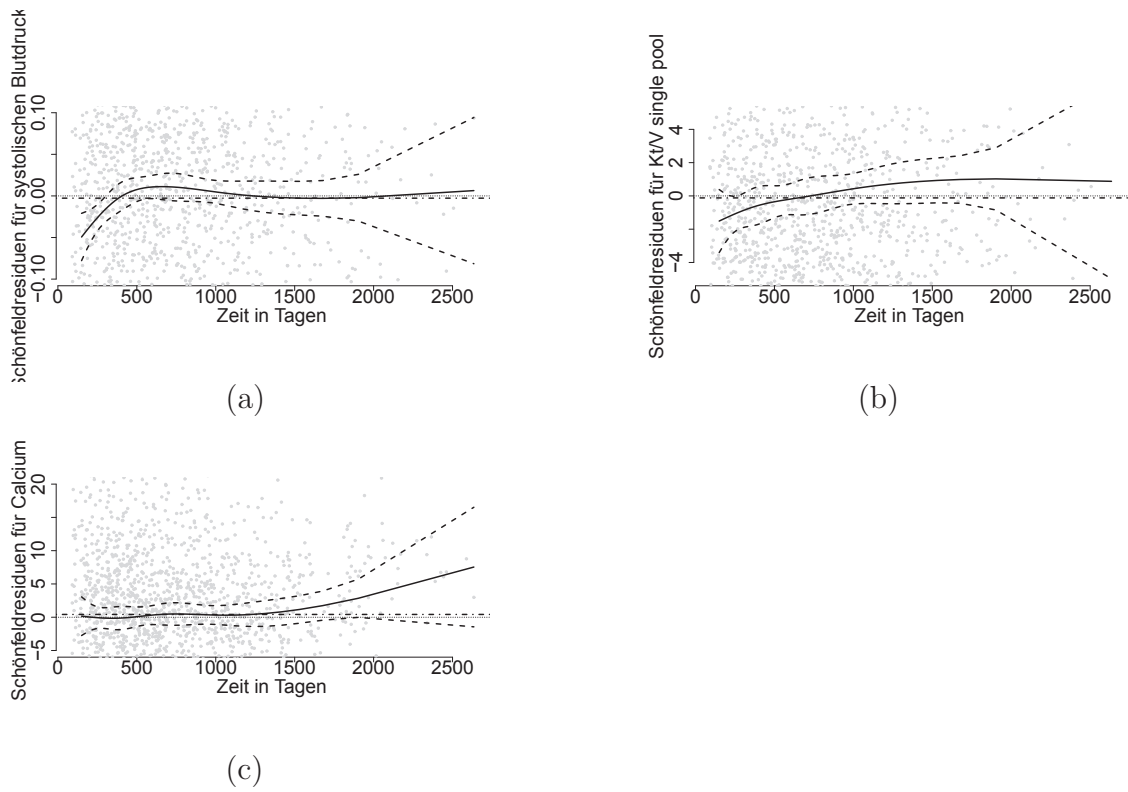 Schönfeldresiduen für systolischen Blutdruck
0.10
0.00
−0.10
0 500 1000 1500 2000 2500
Zeit in Tagen
(a)
Schönfeldresiduen für Kt/V single pool
4
2
0
−4
0 500 1000 1500 2000 2500
Zeit in Tagen
(b)
Schönfeldresiduen für Calcium
20
10
5
0
−5
0 500 1000 1500 2000 2500
Zeit in Tagen
(c)